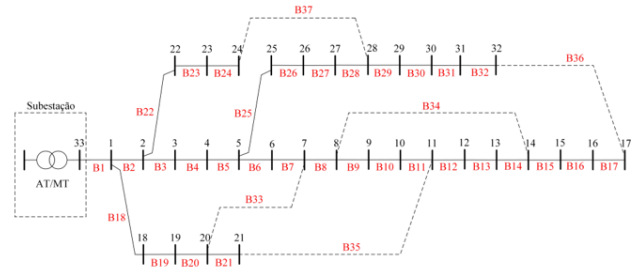 B37
22 23 24 25 26 27 28 29 30 31 32
B23 B24 B26 B27 B28 B29 B30 B31 B32 B36
B22 B25
Subestação B34
33 1 2 3 4 5 6 7 8 9 10 11 12 13 14 15 16 17
B1 B2 B3 B4 B5 B6 B7 B8 B9 B10 B11 B12 B13 B14 B15 B16 B17
AT/MT
B33
B18
18 19 20 21 B35
B19 B20 B21